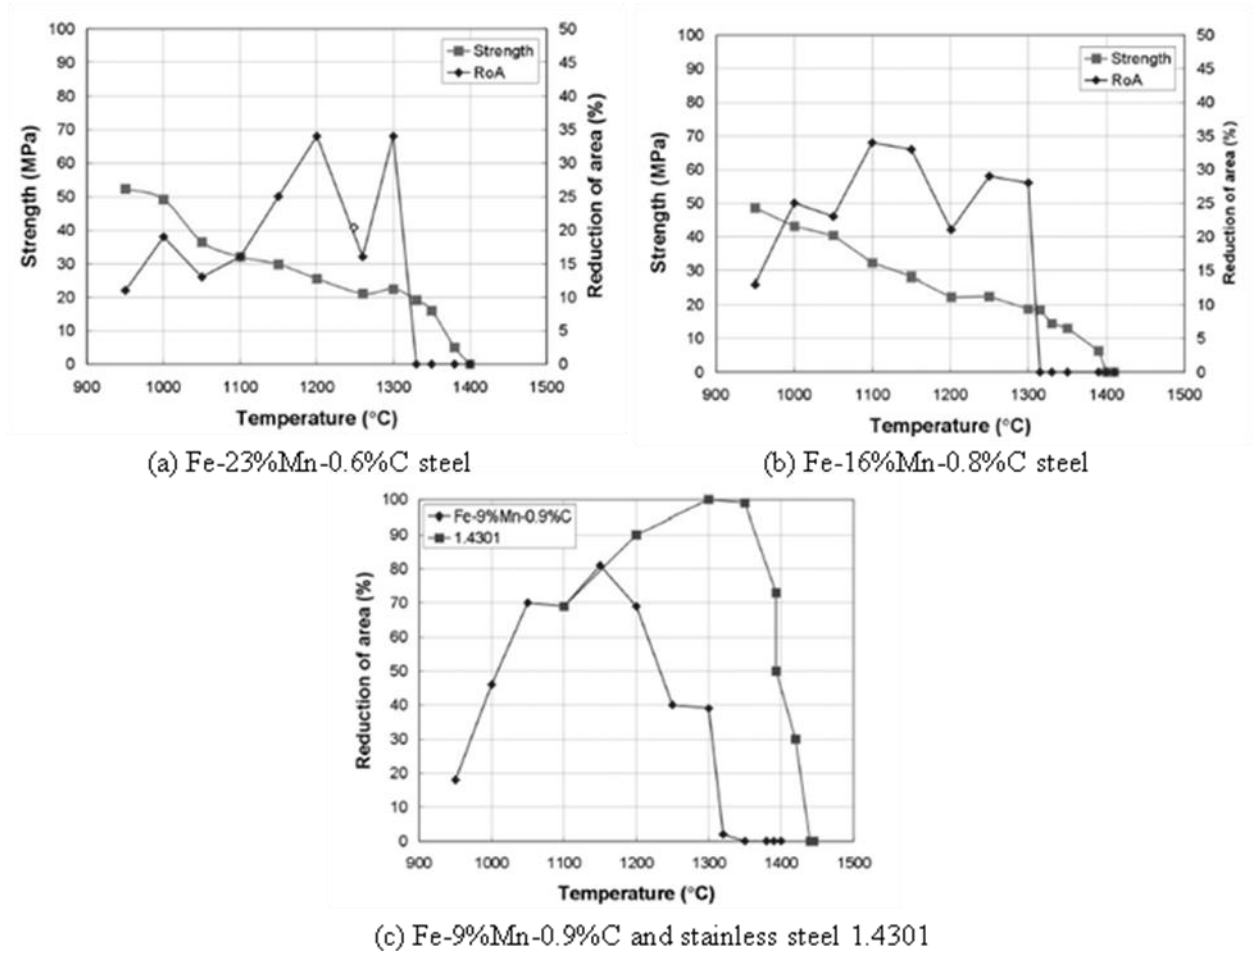 100
90
80
70
60
50
40
30
20
10
0
Strength (MPa)
Strength
RoA
50
45
40
35
30
25
20
15
10
5
0
Reduction of area (%)
900 1000 1100 1200 1300 1400 1500
Temperature (°C)
(a) Fe-23%Mn-0.6%C steel
100
90
80
70
60
50
40
30
20
10
0
Strength (MPa)
Strength
RoA
50
45
40
35
30
25
20
15
10
5
0
Reduction of area (%)
900 1000 1100 1200 1300 1400 1500
Temperature (°C)
(b) Fe-16%Mn-0.8%C steel
100
90
80
70
60
50
40
30
20
10
0
Reduction of area (%)
Fe-9%Mn-0.9%C
1.4301
900 1000 1100 1200 1300 1400 1500
Temperature (°C)
(c) Fe-9%Mn-0.9%C and stainless steel 1.4301